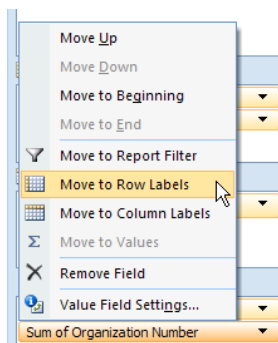 Move Up
Move Down
Move to Beginning
Move to End
Move to Report Filter
Move to Row Labels
Move to Column Labels
Σ Move to Values
Remove Field
Value Field Settings...
Sum of Organization Number